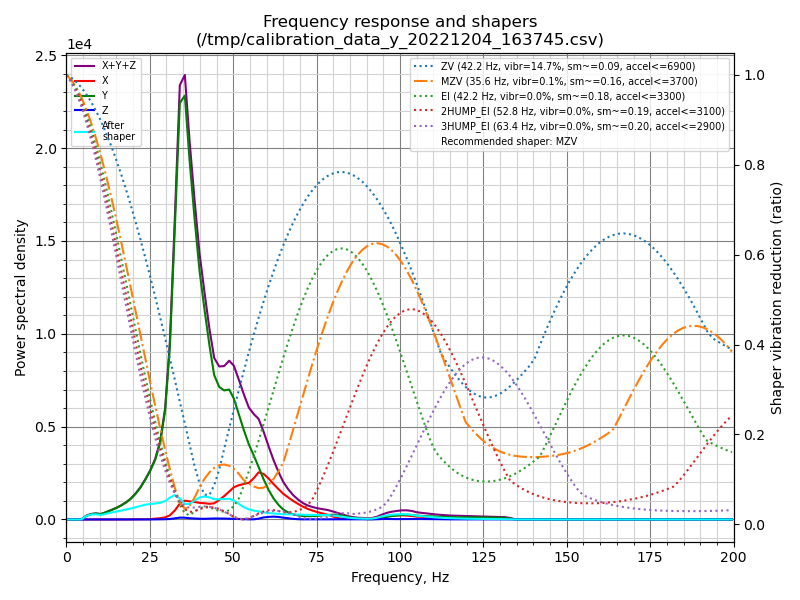 Frequency response and shapers
(/tmp/calibration_data_y_20221204_163745.csv)
1e4
X+Y+Z
X
Y
Z
After
shaper
ZV (42.2 Hz, vibr=14.7%, sm~=0.09, accel<=6900)
MZV (35.6 Hz, vibr=0.1%, sm~=0.16, accel<=3700)
EI (42.2 Hz, vibr=0.0%, sm~=0.18, accel<=3300)
2HUMP_EI (52.8 Hz, vibr=0.0%, sm~=0.19, accel<=3100)
3HUMP_EI (63.4 Hz, vibr=0.0%, sm~=0.20, accel<=2900)
Recommended shaper: MZV
2.5
2.0
1.5
1.0
0.5
0.0
Power spectral density
1.0
0.8
0.6
0.4
0.2
0.0
Shaper vibration reduction (ratio)
0 25 50 75 100 125 150 175 200
Frequency, Hz